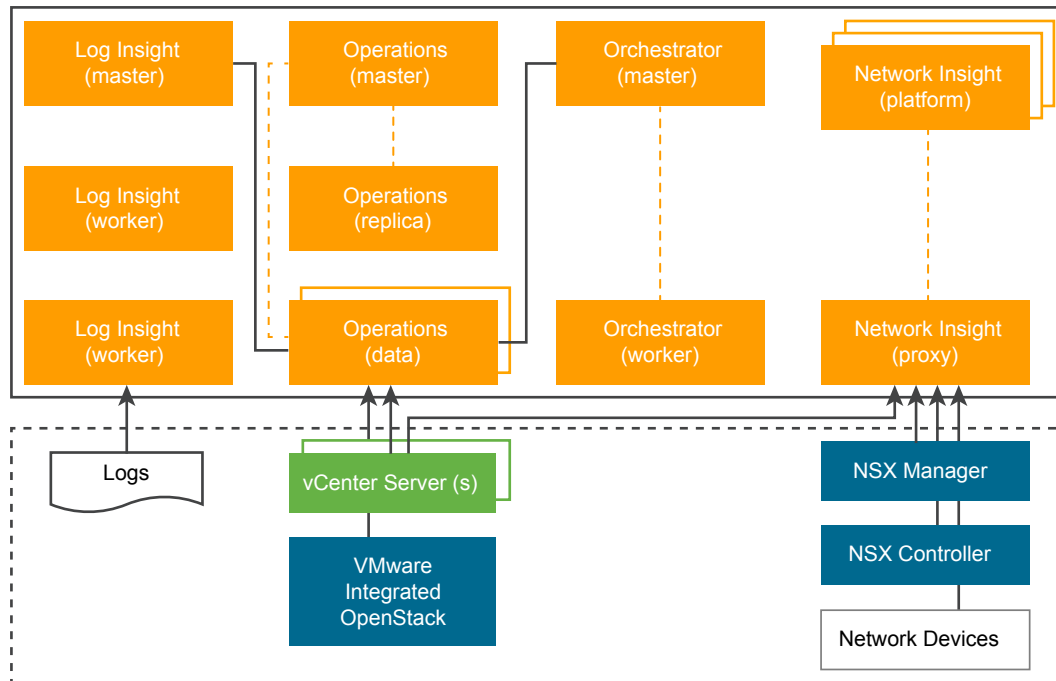 Log Insight
(master)
Operations
(master)
Orchestrator
(master)
Network Insight
(platform)
Log Insight
(worker)
Operations
(replica)
Log Insight
(worker)
Operations
(data)
Orchestrator
(worker)
Network Insight
(proxy)
Logs
vCenter Server (s)
NSX Manager
VMware
Integrated
OpenStack
NSX Controller
Network Devices